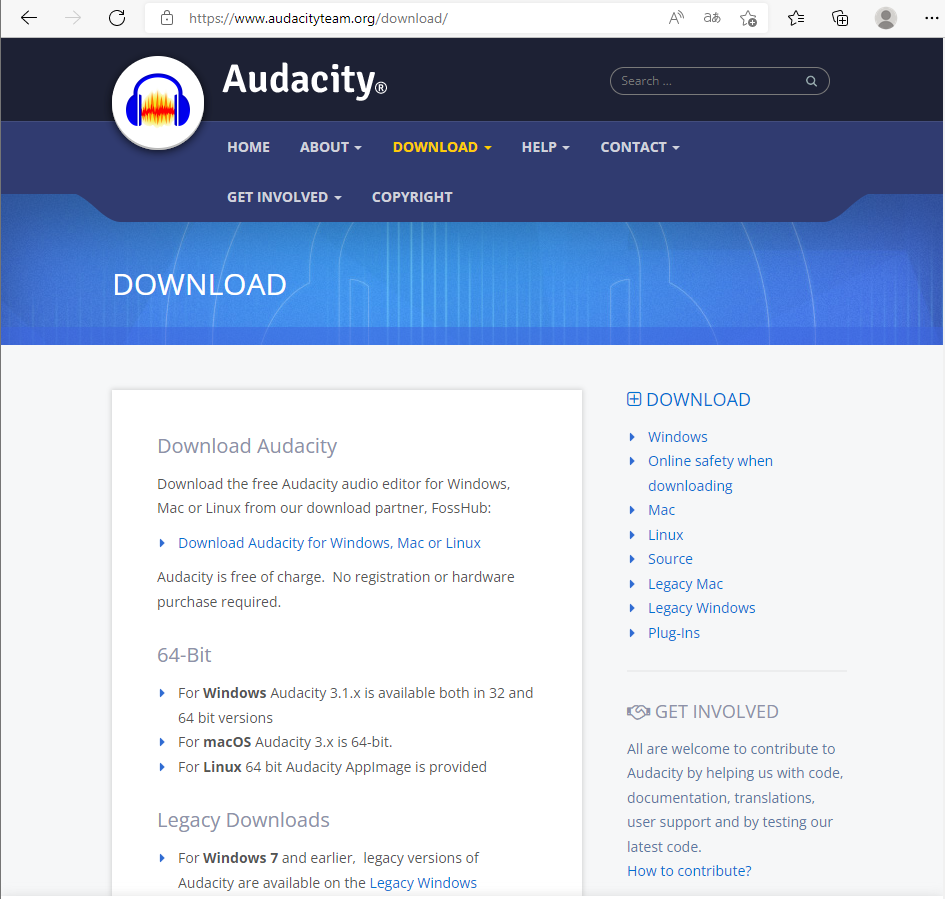 https://www.audacityteam.org/download/
Audacity®
Search ...
HOME ABOUT DOWNLOAD HELP CONTACT
GET INVOLVED COPYRIGHT
DOWNLOAD
Download Audacity
Download the free Audacity audio editor for Windows,
Mac or Linux from our download partner, FossHub:
Download Audacity for Windows, Mac or Linux
Audacity is free of charge.  No registration or hardware
purchase required.
64-Bit
For Windows Audacity 3.1.x is available both in 32 and
64 bit versions
For macOS Audacity 3.x is 64-bit.
For Linux 64 bit Audacity AppImage is provided
Legacy Downloads
For Windows 7 and earlier,  legacy versions of
Audacity are available on the Legacy Windows
DOWNLOAD
Windows
Online safety when
downloading
Mac
Linux
Source
Legacy Mac
Legacy Windows
Plug-Ins
GET INVOLVED
All are welcome to contribute to
Audacity by helping us with code,
documentation, translations,
user support and by testing our
latest code.
How to contribute?